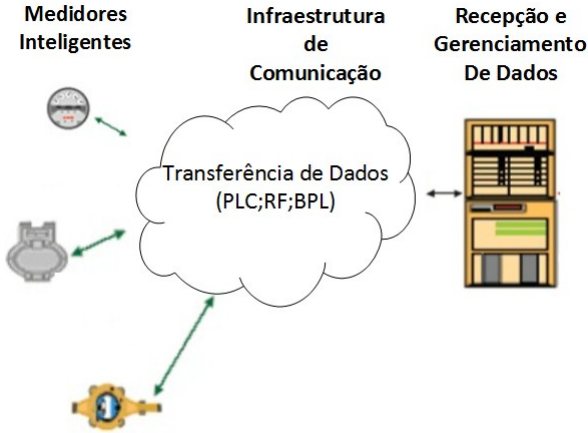 Medidores
Inteligentes
Infraestrutura
de
Comunicação
Recepção e
Gerenciamento
De Dados
Transferência de Dados
(PLC;RF;BPL)